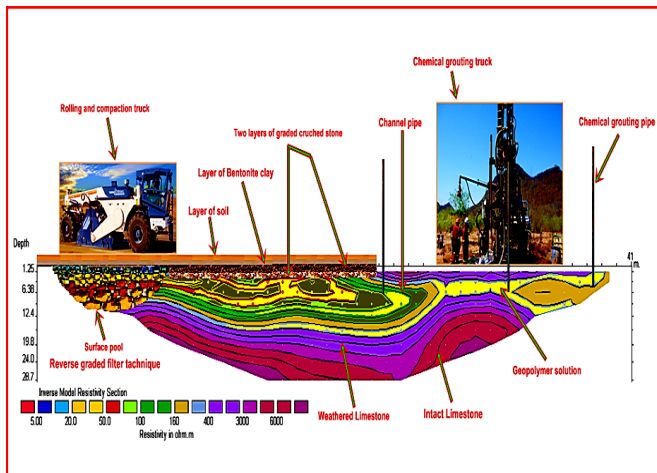 Chemical grouting truck
Rolling and compaction truck
Chemical grouting pipe
Channel pipe
Two layers of graded cruched stone
Layer of Bentonite clay
Layer of soil
Depth
41
m.
1.25
6.38
12.4
19.8
24.0
28.7
Surface pool
Reverse graded filter technique
Geopolymer solution
Weathered Limestone
Intact Limestone
Inverse Model Resistivity Section
5.00 20.0 50.0 100 160 400 3000 6000
Resistivity in ohm.m